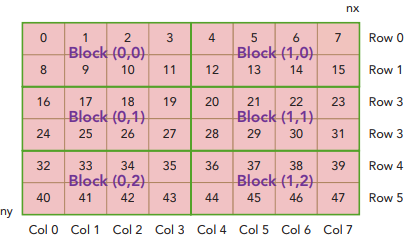 nx
0 1 2 3 4 5 6 7 Row 0
Block (0,0) Block (1,0)
8 9 10 11 12 13 14 15 Row 1
16 17 18 19 20 21 22 23 Row 3
Block (0,1) Block (1,1)
24 25 26 27 28 29 30 31 Row 3
32 33 34 35 36 37 38 39 Row 4
Block (0,2) Block (1,2)
40 41 42 43 44 45 46 47 Row 5
ny
Col 0 Col 1 Col 2 Col 3 Col 4 Col 5 Col 6 Col 7